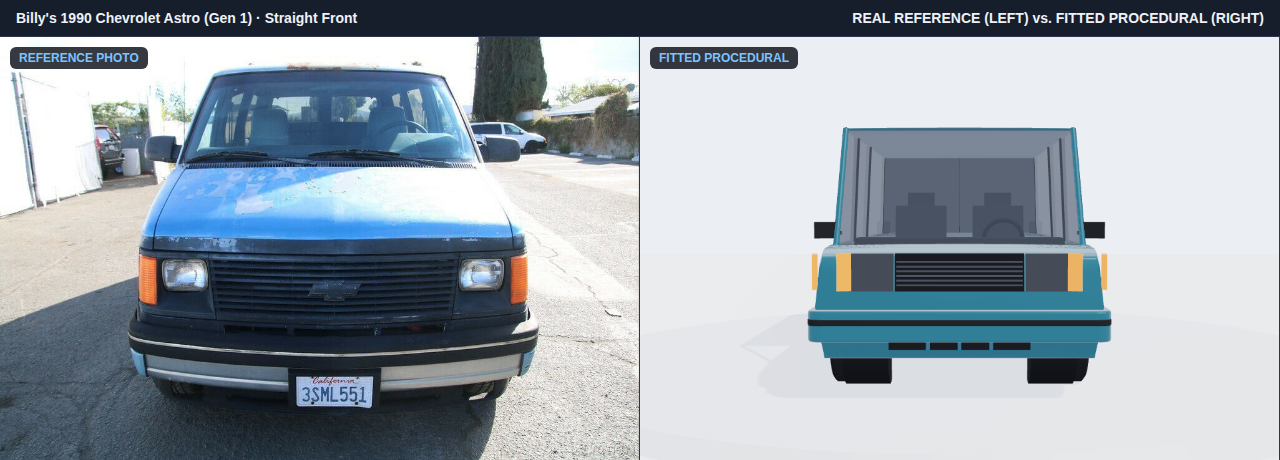 Billy's 1990 Chevrolet Astro (Gen 1) · Straight Front
REAL REFERENCE (LEFT) vs. FITTED PROCEDURAL (RIGHT)
REFERENCE PHOTO
FITTED PROCEDURAL
California
3SML551